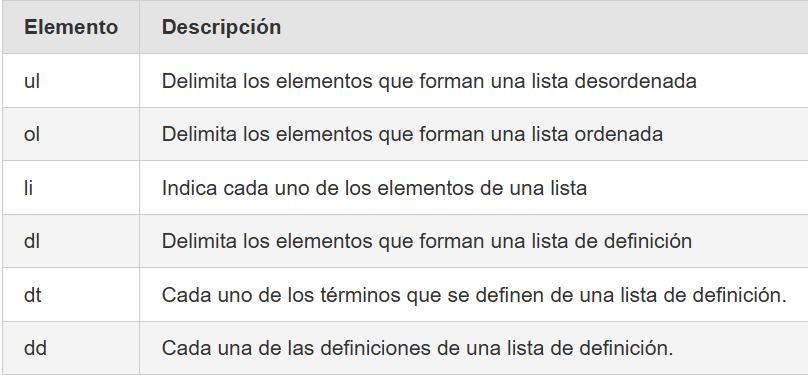 Elemento Descripción
ul Delimita los elementos que forman una lista desordenada
ol Delimita los elementos que forman una lista ordenada
li Indica cada uno de los elementos de una lista
dl Delimita los elementos que forman una lista de definición
dt Cada uno de los términos que se definen de una lista de definición.
dd Cada una de las definiciones de una lista de definición.